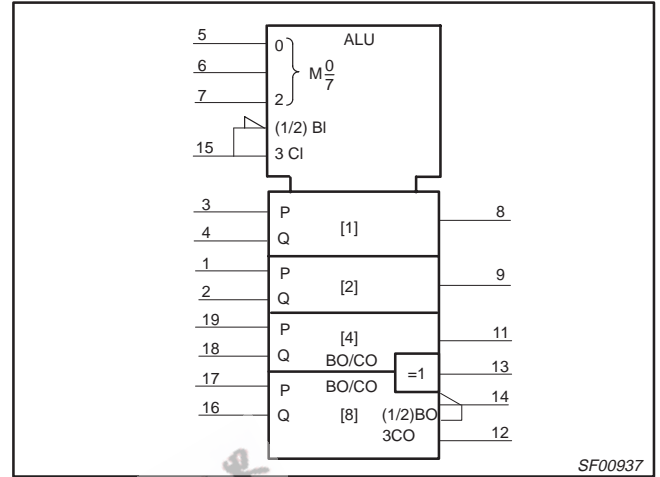 5 0 ALU
6 M 0/7
7 2
(1/2) BI
15 3 CI
3 P [1] 8
4 Q
1 P [2] 9
2 Q
19 P [4] 11
18 Q BO/CO =1 13
17 P BO/CO 14
16 Q [8] (1/2)BO
3CO 12
SF00937